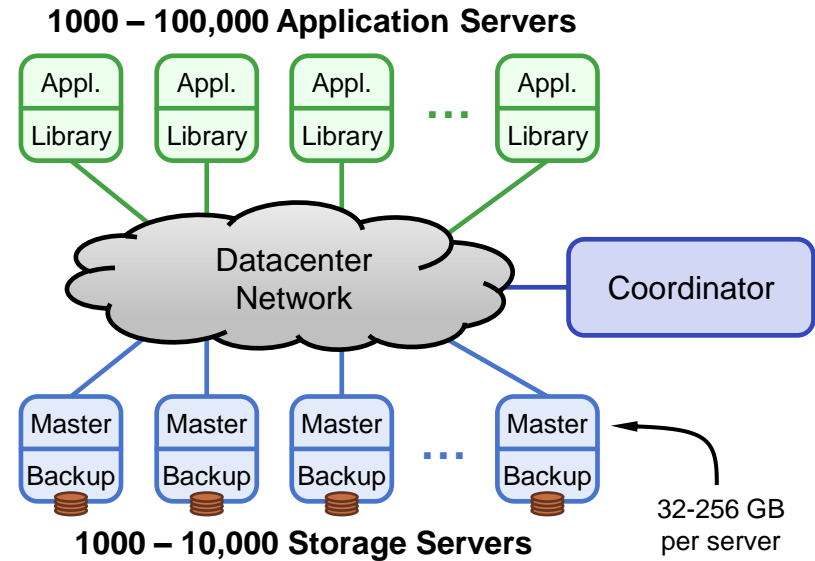 1000 – 100,000 Application Servers
Appl.
Appl.
Appl.
...
Appl.
Library
Library
Library
Library
Datacenter
Network
Coordinator
Master
Master
Master
...
Master
Backup
Backup
Backup
Backup
32-256 GB
per server
1000 – 10,000 Storage Servers